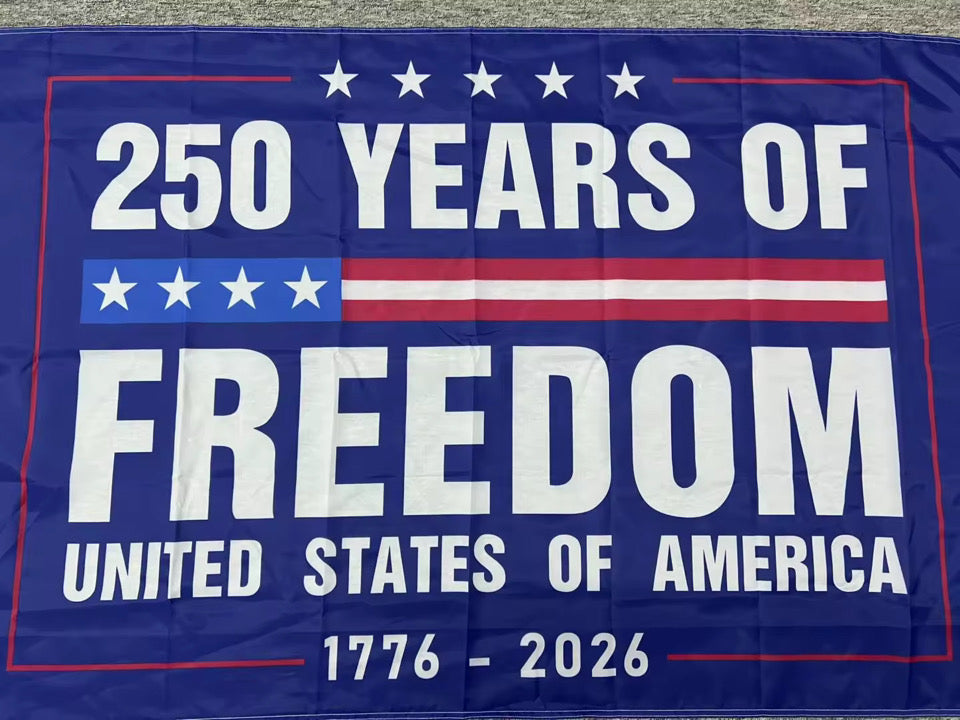 250 YEARS OF
FREEDOM
UNITED STATES OF AMERICA
1776 - 2026